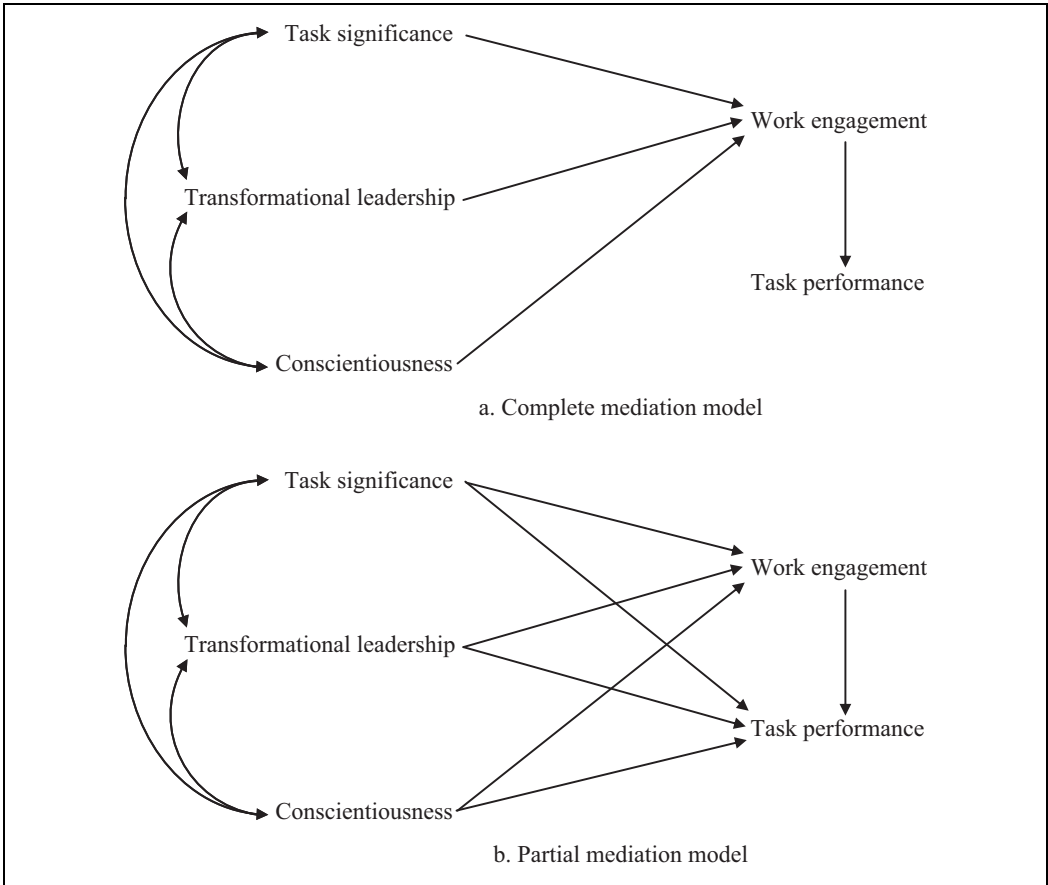 Task significance
Work engagement
Transformational leadership
Task performance
Conscientiousness
a. Complete mediation model
Task significance
Work engagement
Transformational leadership
Task performance
Conscientiousness
b. Partial mediation model